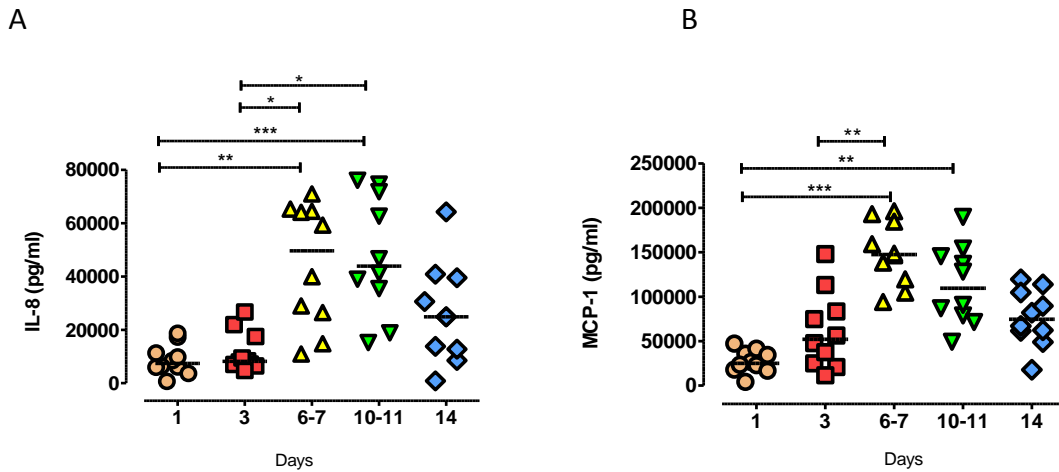 A
B
*
*
***
**
80000
60000
40000
20000
0
IL-8 (pg/ml)
1 3 6-7 10-11 14
Days
**
**
***
250000
200000
150000
100000
50000
0
MCP-1 (pg/ml)
1 3 6-7 10-11 14
Days